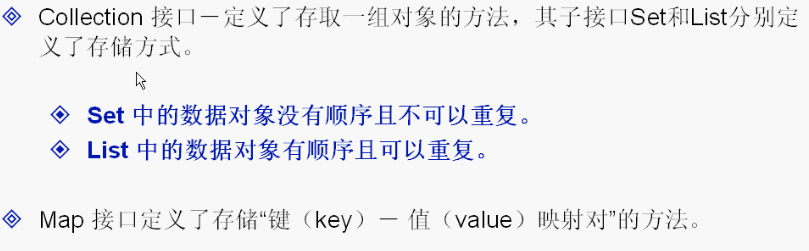 Collection 接口－定义了存取一组对象的方法，其子接口Set和List分别定
义了存储方式。
Set 中的数据对象没有顺序且不可以重复。
List 中的数据对象有顺序且可以重复。
Map 接口定义了存储“键（key）－ 值（value）映射对”的方法。